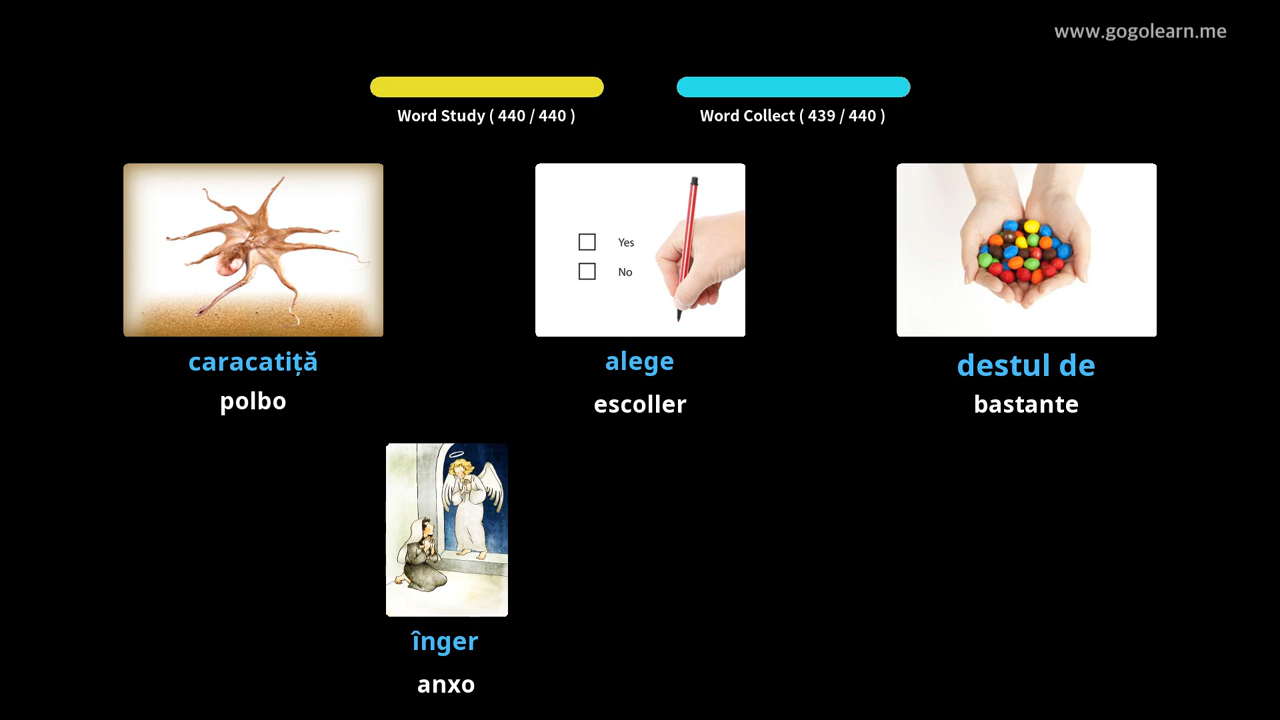 www.gogolearn.me
Word Study ( 440 / 440 )
Word Collect ( 439 / 440 )
Yes
No
caracatiță
polbo
alege
escoller
destul de
bastante
înger
anxo